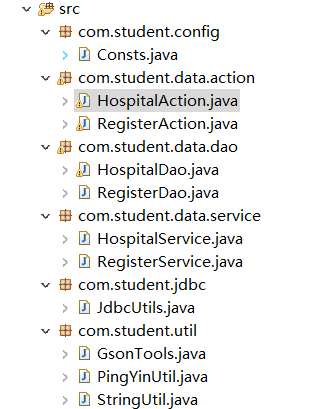 src
com.student.config
Consts.java
com.student.data.action
HospitalAction.java
RegisterAction.java
com.student.data.dao
HospitalDao.java
RegisterDao.java
com.student.data.service
HospitalService.java
RegisterService.java
com.student.jdbc
JdbcUtils.java
com.student.util
GsonTools.java
PingYinUtil.java
StringUtil.java